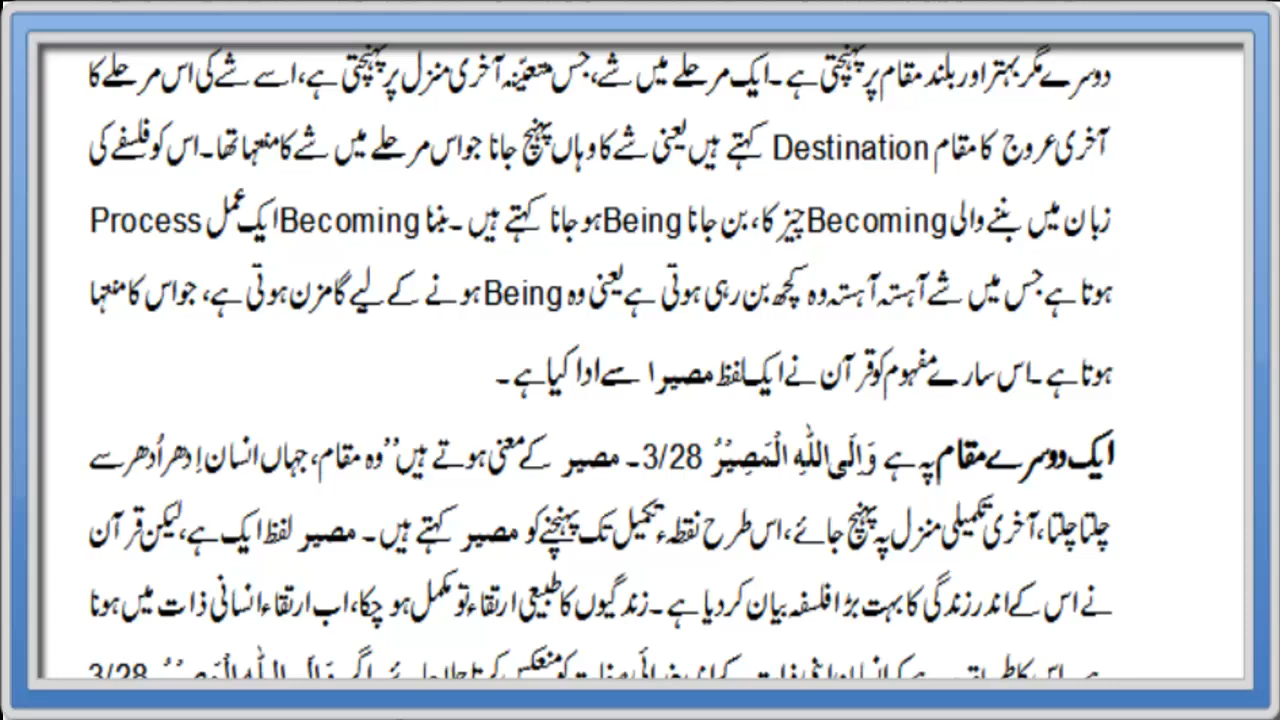 دوسرے مگر بہتر اور بلند مقام پر پہنچتی ہے۔ ایک مرحلے میں شے، جس متعیّنہ آخری منزل پر پہنچتی ہے، اسے شے کی اس مرحلے کا
آخری عروج کا مقام Destination کہتے ہیں یعنی شے کا وہاں پہنچ جانا جو اس مرحلے میں شے کا منتہا تھا۔ اس کو فلسفے کی
زبان میں بننے والی Becoming چیز کا، بن جانا Being ہو جانا کہتے ہیں۔ بننا Becoming ایک عمل Process
ہوتا ہے جس میں شے آہستہ آہستہ وہ کچھ بن رہی ہوتی ہے یعنی وہ Being ہونے کے لیے گامزن ہوتی ہے، جو اس کا منتہا
ہوتا ہے۔ اس سارے مفہوم کو قرآن نے ایک لفظ مصیر ا سے ادا کیا ہے۔
ایک دوسرے مقام پہ ہے وَاِلَی اللّٰهِ الْمَصِيْرُ 3/28۔ مصیر کے معنی ہوتے ہیں ’’وہ مقام، جہاں انسان اِدھر اُدھر سے
چلتا چلتا، آخری تکمیلی منزل پہ پہنچ جائے، اس طرح نقطہء تکمیل تک پہنچنے کو مصیر کہتے ہیں۔ مصیر لفظ ایک ہے، لیکن قرآن
نے اس کے اندر زندگی کا بہت بڑا فلسفہ بیان کر دیا ہے۔ زندگیوں کا طبیعی ارتقاء تو مکمل ہو چکا، اب ارتقاء انسانی ذات میں ہونا
وَاِلَی اللّٰهِ الْمَصِيْرُ 3/28